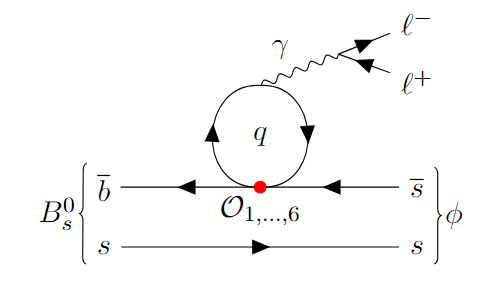 γ
ℓ⁻
ℓ⁺
q
b̅ s̅
B⁰ₛ ϕ
𝒪₁,...,₆
s s